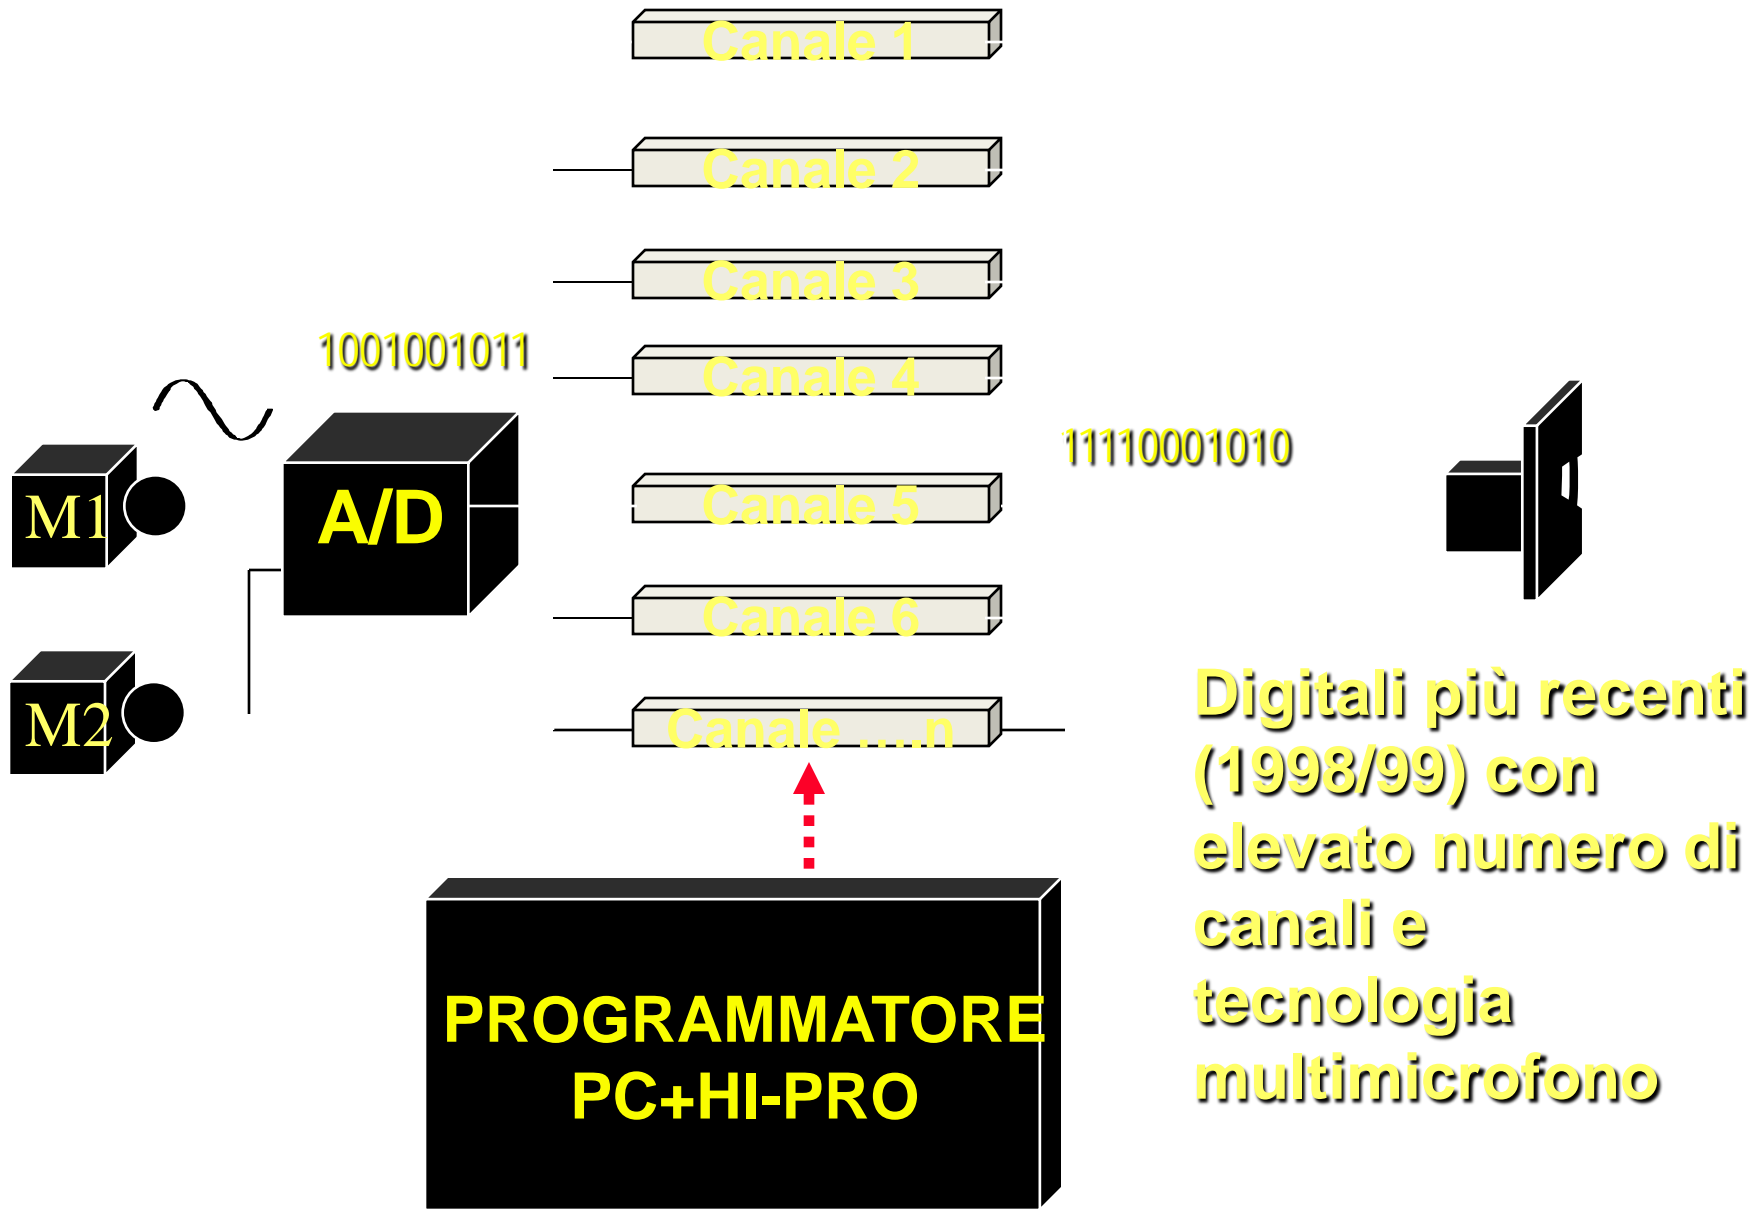 Canale 1
Canale 2
Canale 3
1001001011
Canale 4
11110001010
M1
A/D
Canale 5
Canale 6
M2
Canale ....n
Digitali più recenti
(1998/99) con
elevato numero di
canali e
tecnologia
multimicrofono
PROGRAMMATORE
PC+HI-PRO